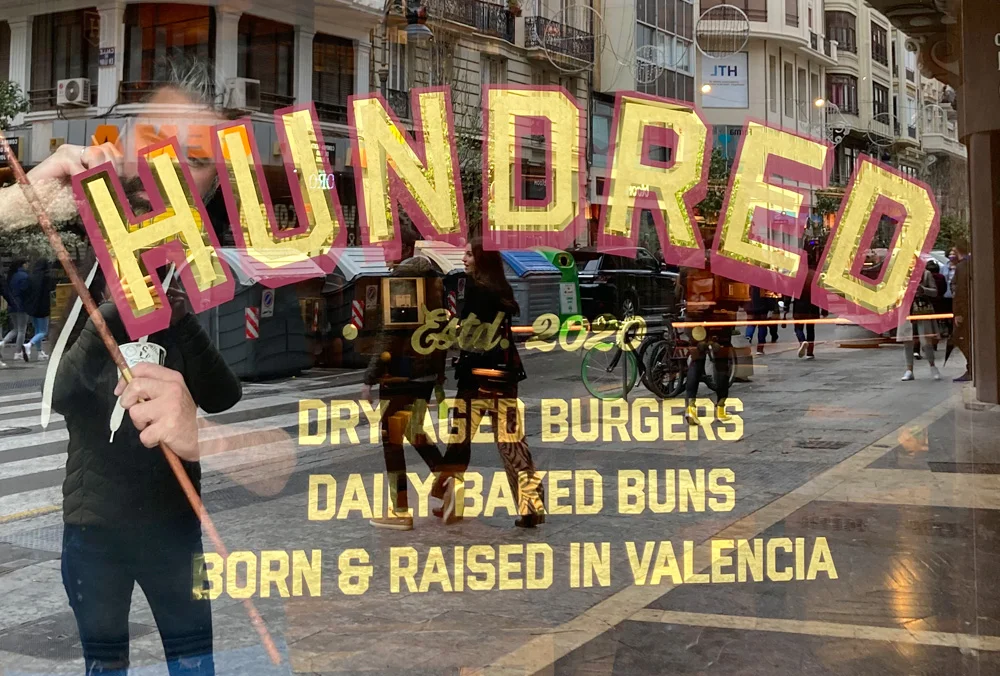 HUNDRED
Estd. 2020
DRY AGED BURGERS
DAILY BAKED BUNS
BORN & RAISED IN VALENCIA